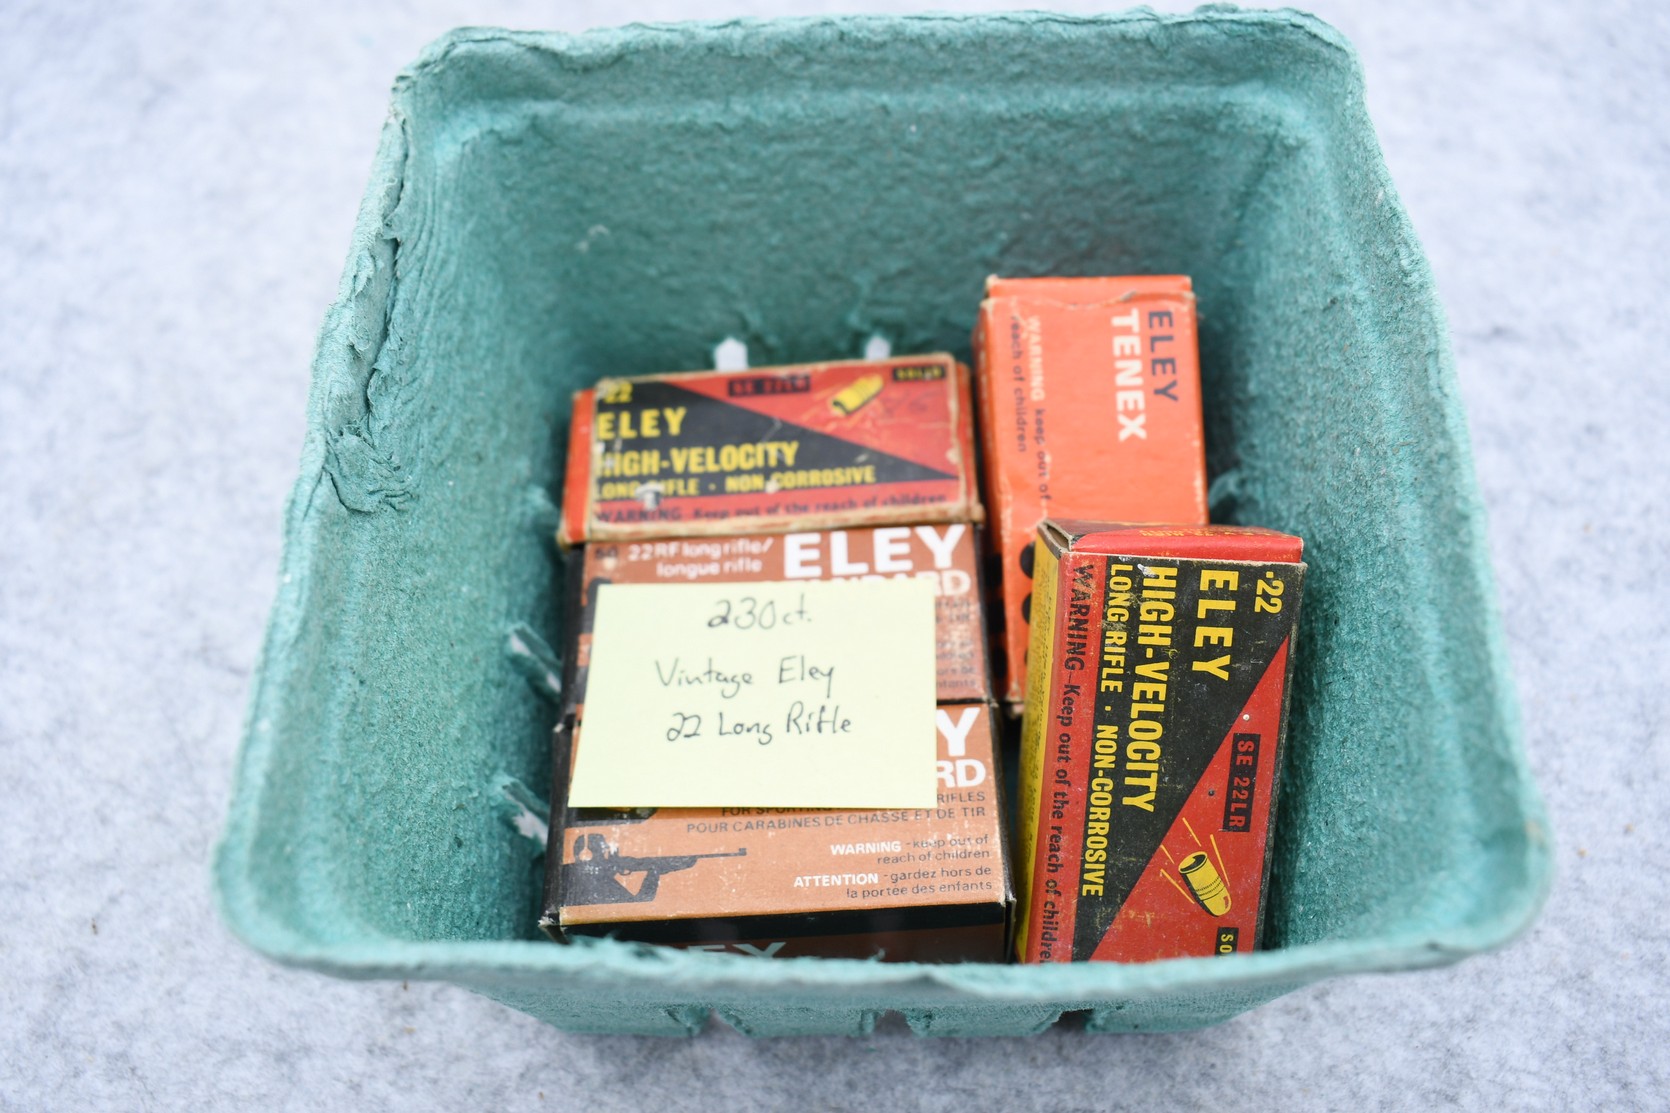 .22
SE 22LR
SOLID
ELEY
HIGH-VELOCITY
LONG RIFLE · NON-CORROSIVE
WARNING Keep out of the reach of children
ELEY
TENEX
WARNING keep out of
reach of children
50 22RF long rifle/
longue rifle
ELEY
230 ct.
Vintage Eley
22 Long Rifle
RIFLES
POUR CARABINES DE CHASSE ET DE TIR
WARNING - keep out of
reach of children
ATTENTION - gardez hors de
la portée des enfants
.22
ELEY
HIGH-VELOCITY
LONG RIFLE · NON-CORROSIVE
WARNING - Keep out of the reach of children
SE 22LR